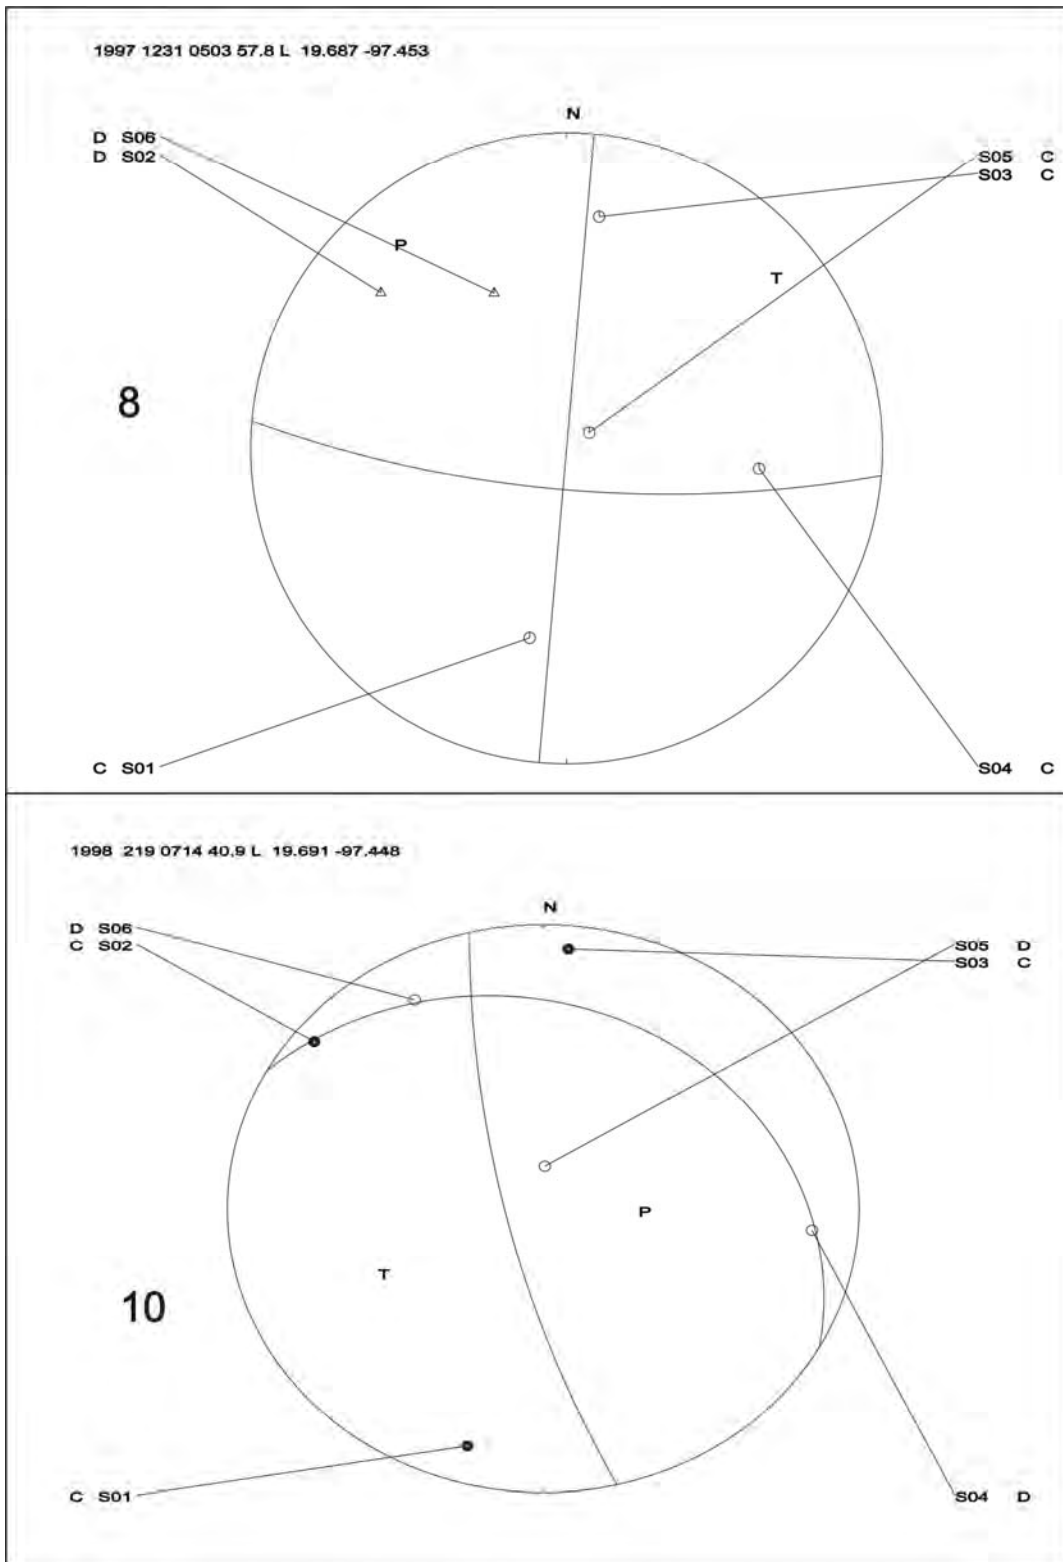 1997 1231 0503 57.8 L 19.687 -97.453
N
D S06
D S02
S05 C
S03 C
P
T
8
C S01
S04 C
1998 219 0714 40.9 L 19.691 -97.448
N
D S06
C S02
S05 D
S03 C
P
T
10
C S01
S04 D